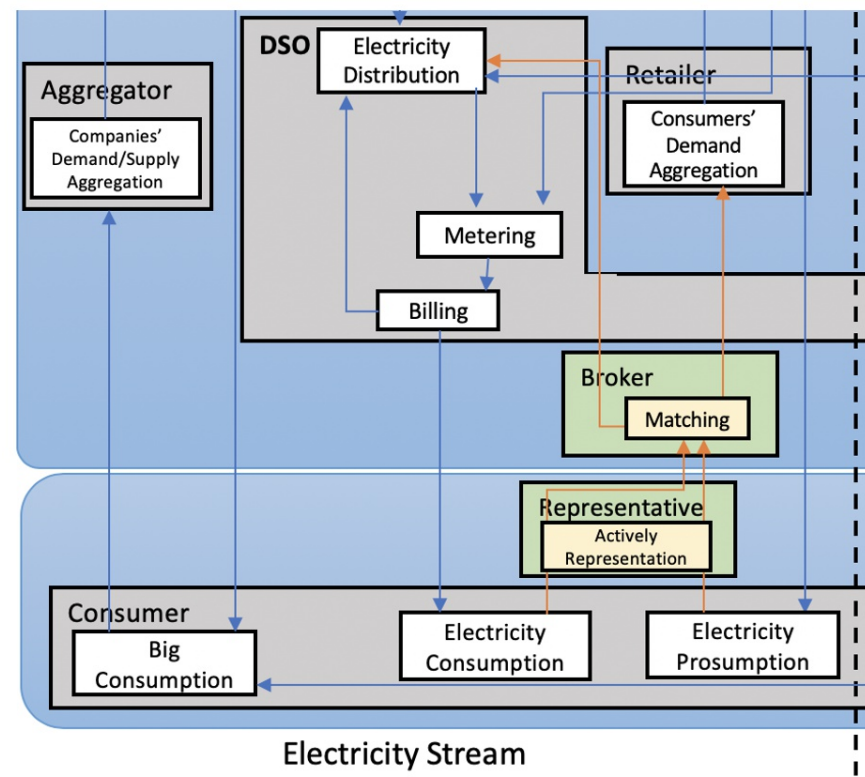 DSO
Electricity
Distribution
Aggregator
Companies’
Demand/Supply
Aggregation
Retailer
Consumers’
Demand
Aggregation
Metering
Billing
Broker
Matching
Representative
Actively
Representation
Consumer
Big
Consumption
Electricity
Consumption
Electricity
Prosumption
Electricity Stream